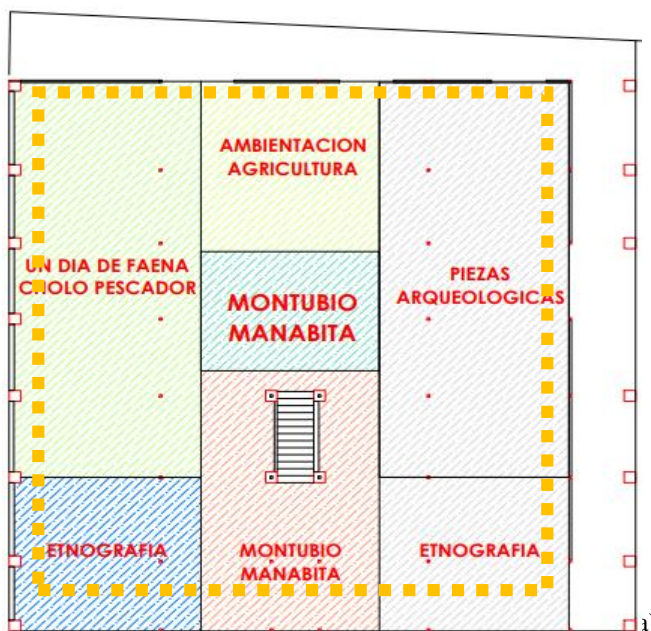 AMBIENTACION
AGRICULTURA
UN DIA DE FAENA
CHOLO PESCADOR
PIEZAS
ARQUEOLOGICAS
MONTUBIO
MANABITA
ETNOGRAFIA
MONTUBIO
MANABITA
ETNOGRAFIA
a)